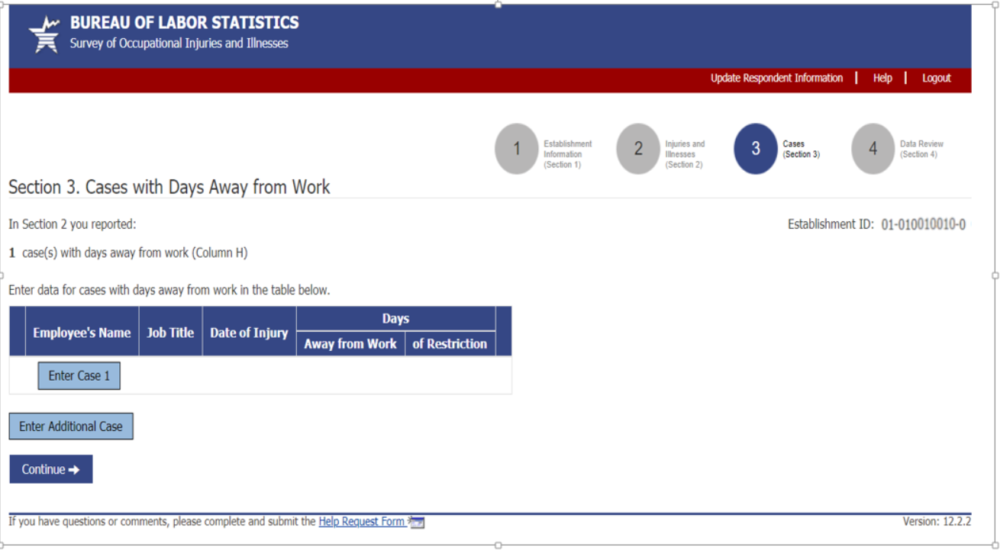 BUREAU OF LABOR STATISTICS
Survey of Occupational Injuries and Illnesses
Update Respondent Information | Help | Logout
1 Establishment Information (Section 1)
2 Injuries and Illnesses (Section 2)
3 Cases (Section 3)
4 Data Review (Section 4)
Section 3. Cases with Days Away from Work
In Section 2 you reported:
Establishment ID: 01-010010010-0
1 case(s) with days away from work (Column H)
Enter data for cases with days away from work in the table below.
Employee's Name Job Title Date of Injury Days
Away from Work of Restriction
Enter Case 1
Enter Additional Case
Continue
If you have questions or comments, please complete and submit the Help Request Form
Version: 12.2.2